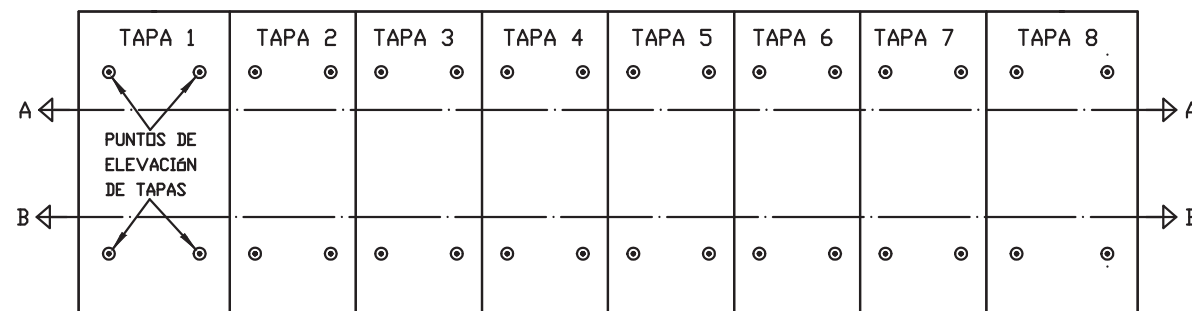 TAPA 1 TAPA 2 TAPA 3 TAPA 4 TAPA 5 TAPA 6 TAPA 7 TAPA 8
A A
PUNTOS DE
ELEVACIÓN
DE TAPAS
B B